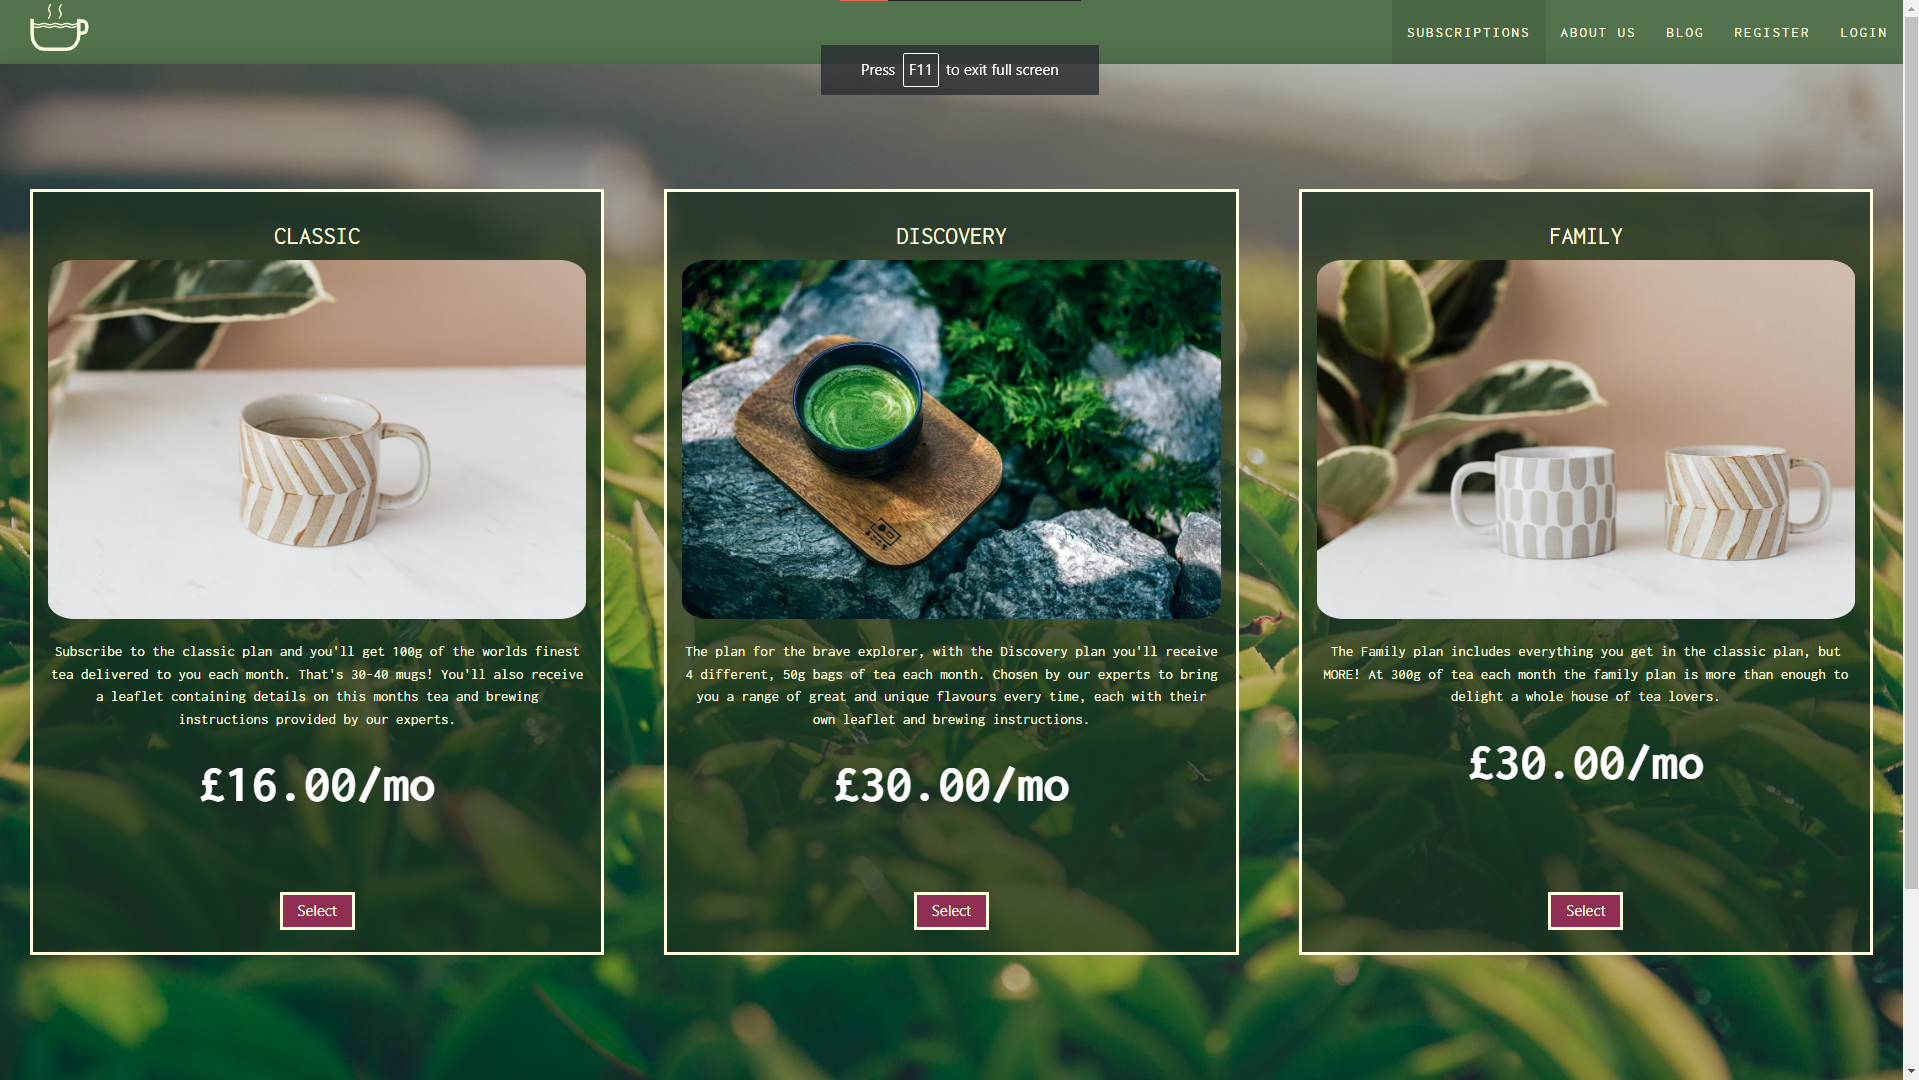 SUBSCRIPTIONS ABOUT US BLOG REGISTER LOGIN
Press F11 to exit full screen
CLASSIC
Subscribe to the classic plan and you'll get 100g of the worlds finest
tea delivered to you each month. That's 30-40 mugs! You'll also receive
a leaflet containing details on this months tea and brewing
instructions provided by our experts.
£16.00/mo
Select
DISCOVERY
The plan for the brave explorer, with the Discovery plan you'll receive
4 different, 50g bags of tea each month. Chosen by our experts to bring
you a range of great and unique flavours every time, each with their
own leaflet and brewing instructions.
£30.00/mo
Select
FAMILY
The Family plan includes everything you get in the classic plan, but
MORE! At 300g of tea each month the family plan is more than enough to
delight a whole house of tea lovers.
£30.00/mo
Select